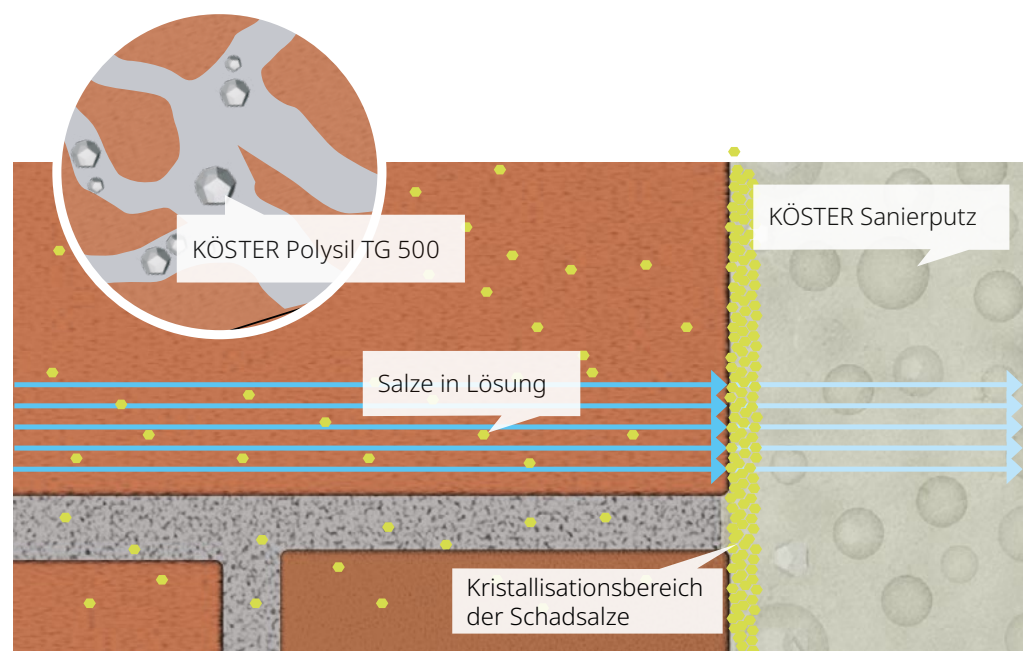 KÖSTER Sanierputz
KÖSTER Polysil TG 500
Salze in Lösung
Kristallisationsbereich
der Schadsalze